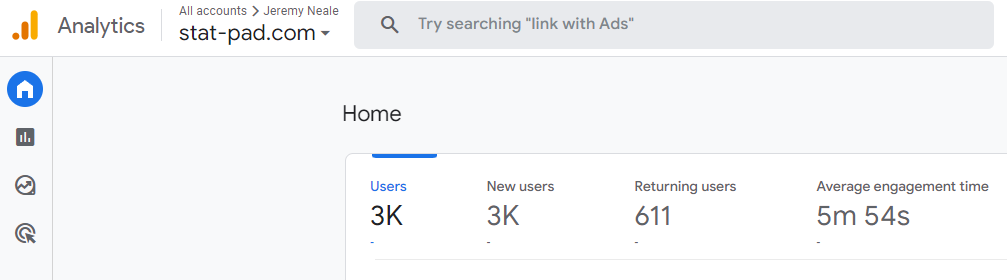 Analytics
All accounts > Jeremy Neale
stat-pad.com
Try searching "link with Ads"
Home
Users New users Returning users Average engagement time
3K 3K 611 5m 54s
- - - -